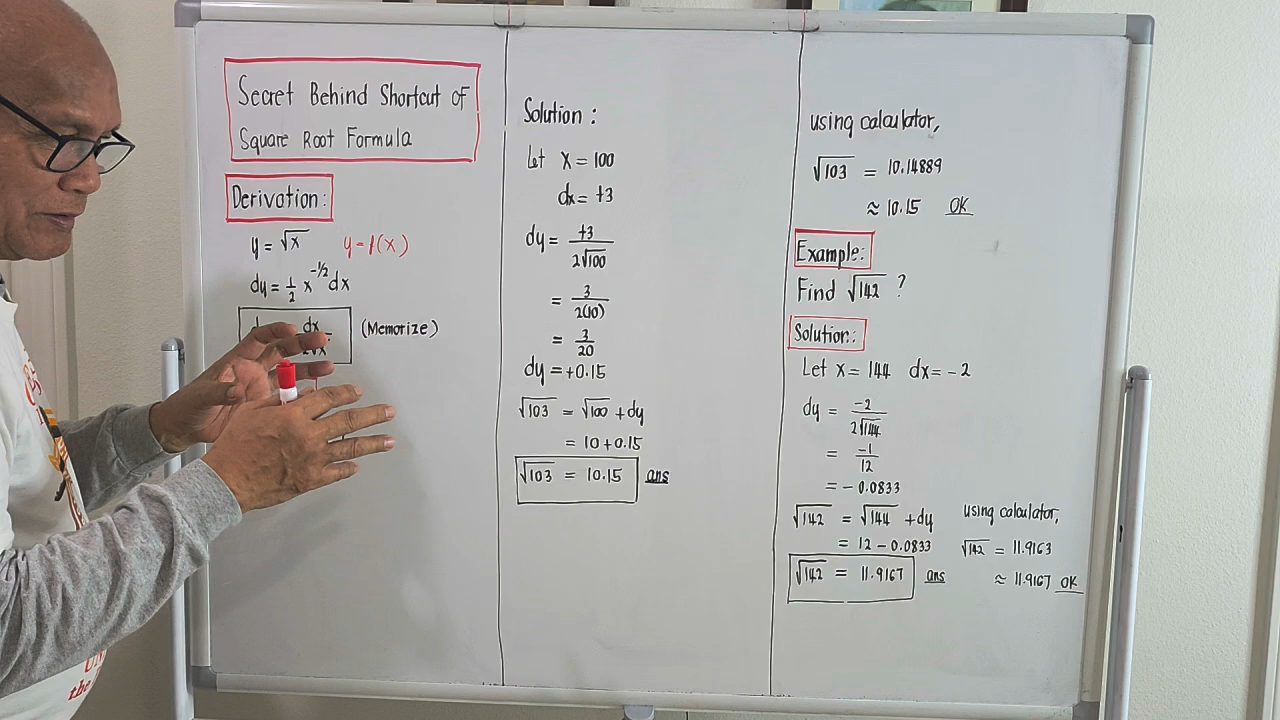 Secret Behind Shortcut of
Square Root Formula
Derivation:
y = √x y=f(x)
dy = 1/2 x^-1/2 dx
dx (Memorize)
Solution:
Let x = 100
dx = +3
dy = +3/2√100
= 3/2(10)
= 3/20
dy = +0.15
√103 = √100 + dy
= 10 + 0.15
√103 = 10.15 ans
using calculator,
√103 = 10.14889
≈ 10.15 OK
Example:
Find √142 ?
Solution:
Let x = 144 dx = -2
dy = -2/2√144
= -1/12
= -0.0833
√142 = √144 + dy
= 12 - 0.0833
√142 = 11.9167 ans
using calculator,
√142 = 11.9163
≈ 11.9167 OK